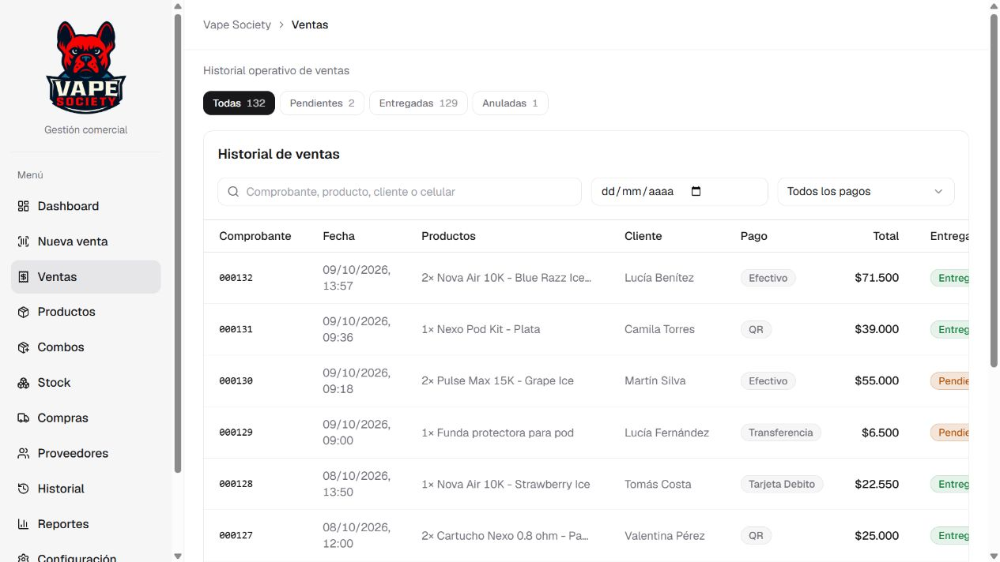 VAPE
SOCIETY
Gestión comercial
Menú
Dashboard
Nueva venta
Ventas
Productos
Combos
Stock
Compras
Proveedores
Historial
Reportes
Configuración
Vape Society > Ventas
Historial operativo de ventas
Todas 132 Pendientes 2 Entregadas 129 Anuladas 1
Historial de ventas
Comprobante, producto, cliente o celular dd/mm/aaaa Todos los pagos
Comprobante Fecha Productos Cliente Pago Total Entrega
000132 09/10/2026, 13:57 2× Nova Air 10K - Blue Razz Ice... Lucía Benítez Efectivo $71.500 Entreg
000131 09/10/2026, 09:36 1× Nexo Pod Kit - Plata Camila Torres QR $39.000 Entreg
000130 09/10/2026, 09:18 2× Pulse Max 15K - Grape Ice Martín Silva Efectivo $55.000 Pendie
000129 09/10/2026, 09:00 1× Funda protectora para pod Lucía Fernández Transferencia $6.500 Pendie
000128 08/10/2026, 13:50 1× Nova Air 10K - Strawberry Ice Tomás Costa Tarjeta Debito $22.550 Entreg
000127 08/10/2026, 12:00 2× Cartucho Nexo 0.8 ohm - Pa... Valentina Pérez QR $25.000 Entreg